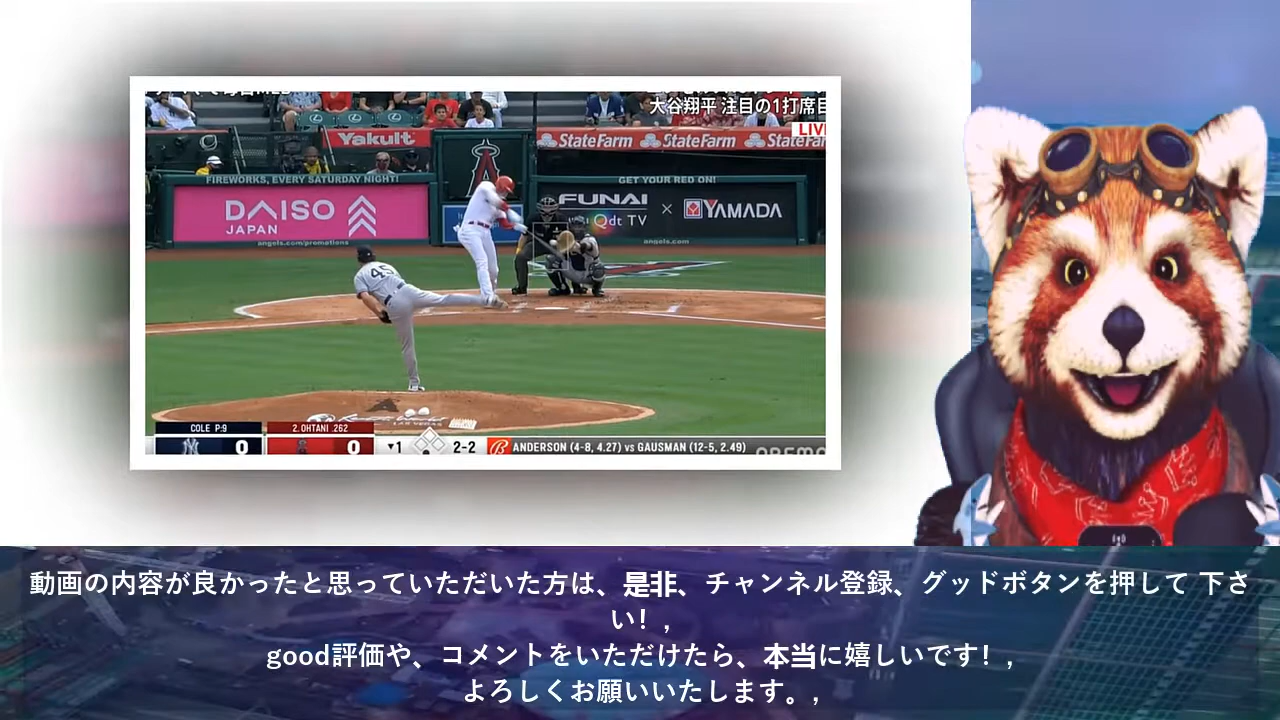 大谷翔平 注目の1打席目
LIVE
Yakult
StateFarm StateFarm StateFarm
FIREWORKS, EVERY SATURDAY NIGHT!
GET YOUR RED ON!
DAISO
JAPAN
FUNAI
Qdt TV
×
YAMADA
angels.com/promotions
angels.com
45
COLE P:9
2. OHTANI .262
0
0
▼1
2-2
ANDERSON (4-8, 4.27) vs GAUSMAN (12-5, 2.49)
動画の内容が良かったと思っていただいた方は、是非、チャンネル登録、グッドボタンを押して 下さ
い！,
good評価や、コメントをいただけたら、本当に嬉しいです！,
よろしくお願いいたします。,